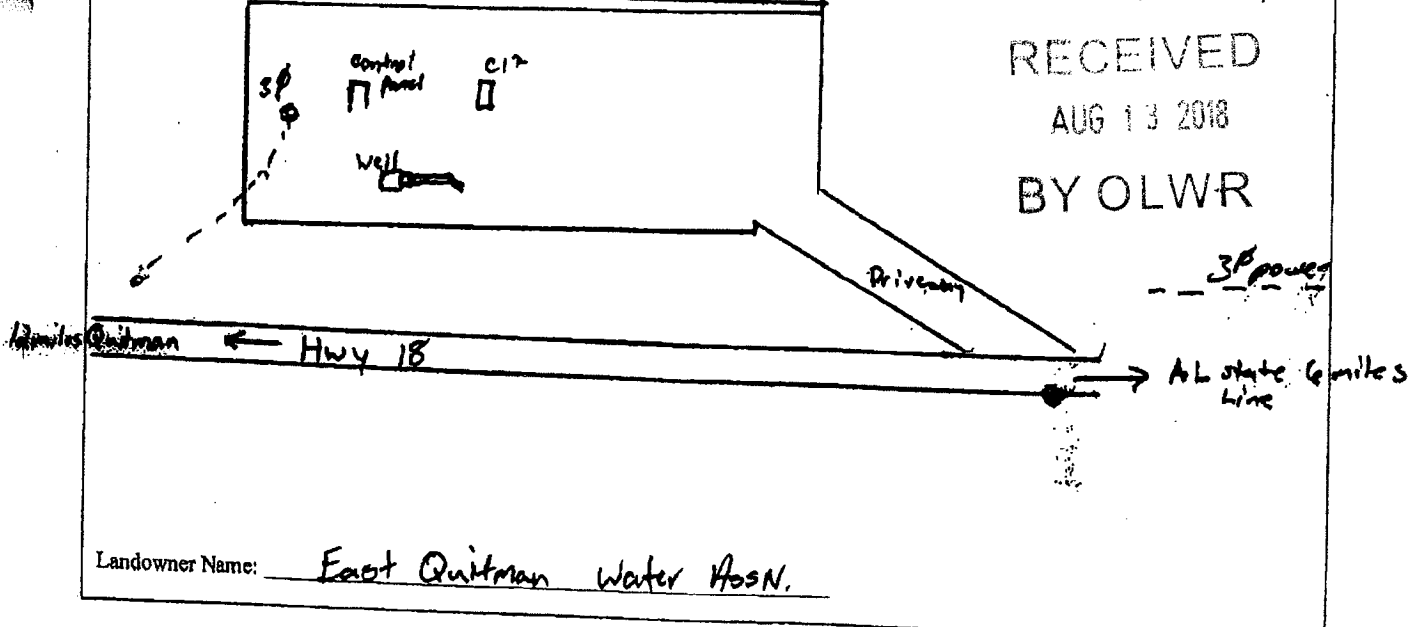 RECEIVED
AUG 13 2018
BY OLWR
3Ø
Control
Panel
Cl2
Well
Driveway
3Ø power
Quitman ← Hwy 18
→ AL state 6 miles
Line
Landowner Name: East Quitman Water Assn.